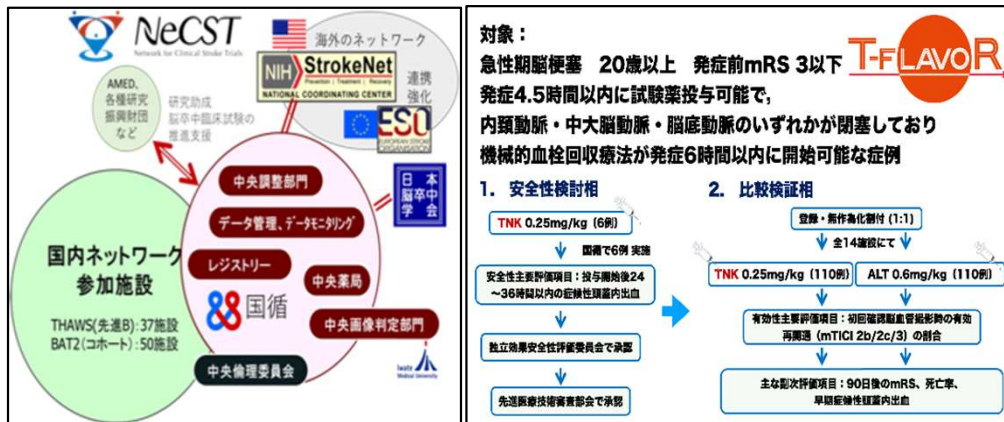 NeCST
Network for Clinical Stroke Trials
海外のネットワーク
NIH StrokeNet
Prevention | Treatment | Recovery
NATIONAL COORDINATING CENTER
連携
強化
ESO
EUROPEAN STROKE
ORGANISATION
AMED、
各種研究
振興財団
など
研究助成
脳卒中臨床試験の
推進支援
日本
脳卒中
学会
中央調整部門
データ管理、データモニタリング
レジストリー
中央薬局
国循
中央画像判定部門
中央倫理委員会
Iwate
Medical University
国内ネットワーク
参加施設
THAWS(先進B):37施設
BAT2(コホート):50施設
T-FLAVOR
対象：
急性期脳梗塞 20歳以上 発症前mRS 3以下
発症4.5時間以内に試験薬投与可能で,
内頸動脈・中大脳動脈・脳底動脈のいずれかが閉塞しており
機械的血栓回収療法が発症6時間以内に開始可能な症例
1. 安全性検討相
TNK 0.25mg/kg (6例)
国循で6例 実施
安全性主要評価項目：投与開始後24
～36時間以内の症候性頭蓋内出血
独立効果安全性評価委員会で承認
先進医療技術審査部会で承認
2. 比較検証相
登録・無作為化割付 (1:1)
全14施設にて
TNK 0.25mg/kg (110例)
ALT 0.6mg/kg (110例)
有効性主要評価項目：初回確認脳血管撮影時の有効
再開通（mTICI 2b/2c/3）の割合
主な副次評価項目：90日後のmRS、死亡率、
早期症候性頭蓋内出血